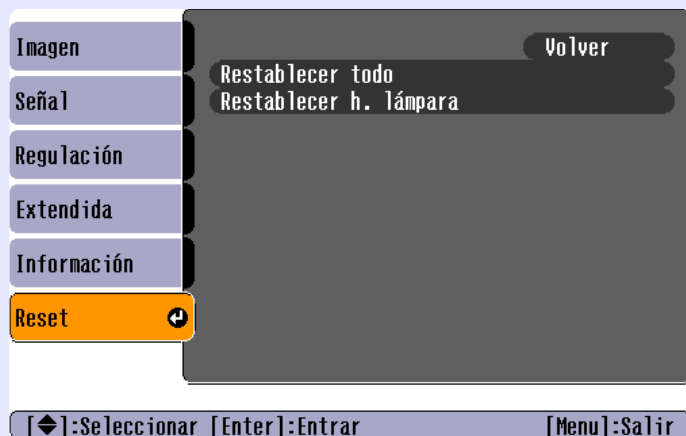 Imagen
Señal
Regulación
Extendida
Información
Reset
Volver
Restablecer todo
Restablecer h. lámpara
[◆]:Seleccionar [Enter]:Entrar [Menu]:Salir